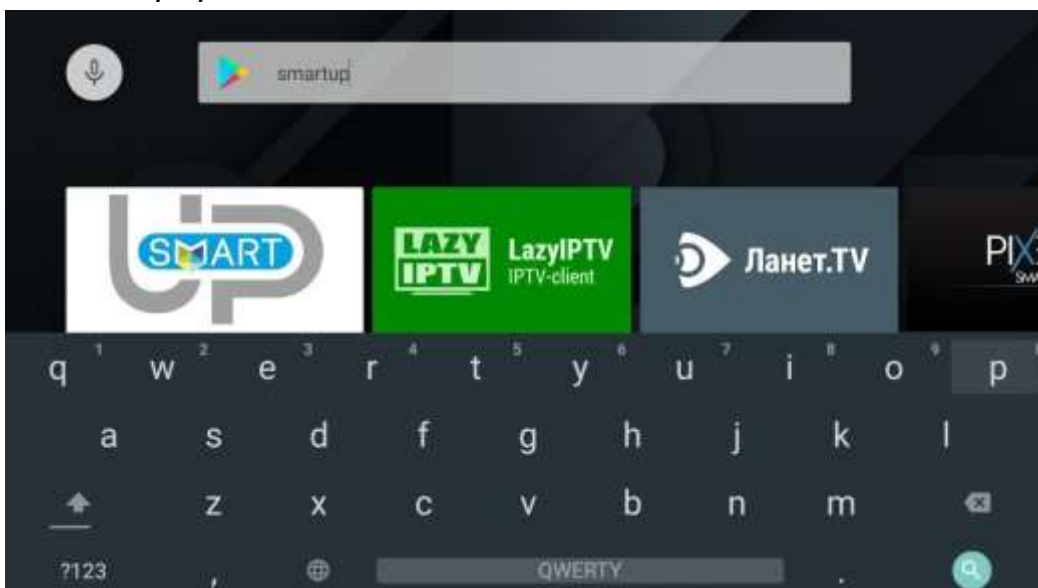 smartup
UP SMART
LAZY IPTV
LazyIPTV
IPTV-client
Ланет.TV
q 1 w 2 e 3 r 4 t 5 y 6 u 7 i 8 o 9 p
a s d f g h j k l
z x c v b n m
?123 , QWERTY .